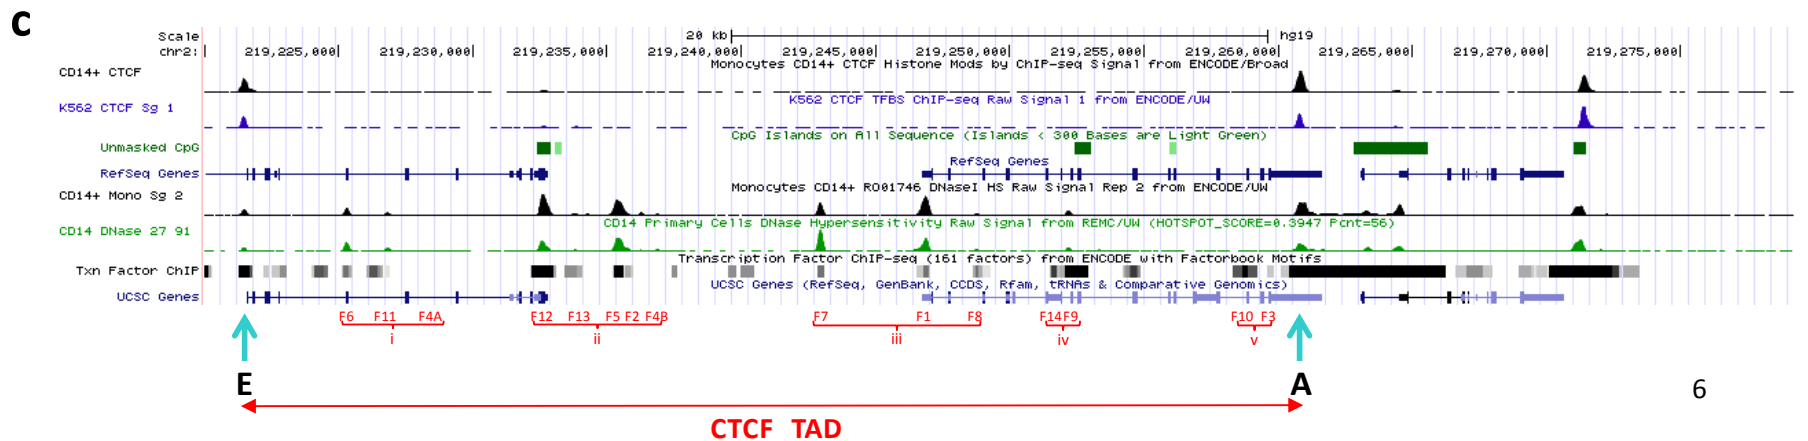 c
Scale 20 kb hg19
chr2: 219,225,000 219,230,000 219,235,000 219,240,000 219,245,000 219,250,000 219,255,000 219,260,000 219,265,000 219,270,000 219,275,000
Monocytes CD14+ CTCF Histone Mods by ChIP-seq Signal from ENCODE/Broad
CD14+ CTCF
K562 CTCF TFBS ChIP-seq Raw Signal 1 from ENCODE/UW
K562 CTCF Sg 1
CpG Islands on All Sequence (Islands < 300 Bases are Light Green)
Unmasked CpG
RefSeq Genes
RefSeq Genes
Monocytes CD14+ RO01746 DNaseI HS Raw Signal Rep 2 from ENCODE/UW
CD14+ Mono Sg 2
CD14 Primary Cells DNase Hypersensitivity Raw Signal from REMC/UW (HOTSPOT_SCORE=0.3947 Pcnt=56)
CD14 DNase 27 91
Transcription Factor ChIP-seq (161 factors) from ENCODE with Factorbook Motifs
Txn Factor ChIP
UCSC Genes (RefSeq, GenBank, CCDS, Rfam, tRNAs & Comparative Genomics)
UCSC Genes
F6 F11 F4A F12 F13 F5 F2 F4B F7 F1 F8 F14 F9 F10 F3
i ii iii iv v
E A 6
CTCF TAD